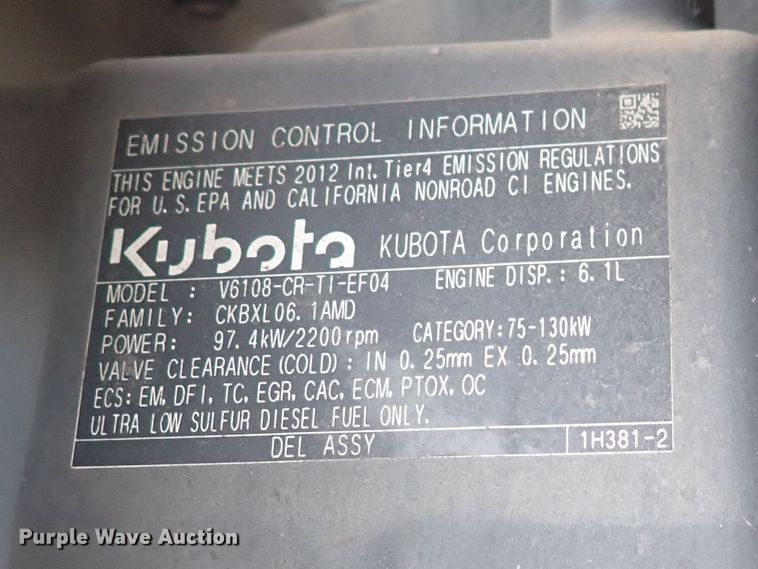 EMISSION CONTROL INFORMATION
THIS ENGINE MEETS 2012 Int. Tier4 EMISSION REGULATIONS
FOR U.S. EPA AND CALIFORNIA NONROAD CI ENGINES.
Kubota KUBOTA Corporation
MODEL : V6108-CR-TI-EF04 ENGINE DISP.: 6.1L
FAMILY: CKBXL06.1AMD
POWER: 97.4kW/2200rpm CATEGORY:75-130kW
VALVE CLEARANCE(COLD): IN 0.25mm EX 0.25mm
ECS: EM, DFI, TC, EGR, CAC, ECM, PTOX, OC
ULTRA LOW SULFUR DIESEL FUEL ONLY.
DEL ASSY 1H381-2
Purple Wave Auction